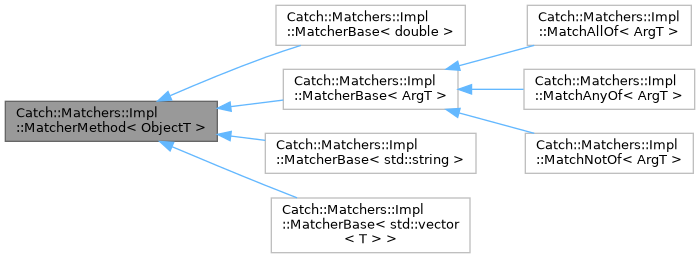 Catch::Matchers::Impl
::MatcherMethod< ObjectT >
Catch::Matchers::Impl
::MatcherBase< double >
Catch::Matchers::Impl
::MatcherBase< ArgT >
Catch::Matchers::Impl
::MatcherBase< std::string >
Catch::Matchers::Impl
::MatcherBase< std::vector
< T > >
Catch::Matchers::Impl
::MatchAllOf< ArgT >
Catch::Matchers::Impl
::MatchAnyOf< ArgT >
Catch::Matchers::Impl
::MatchNotOf< ArgT >